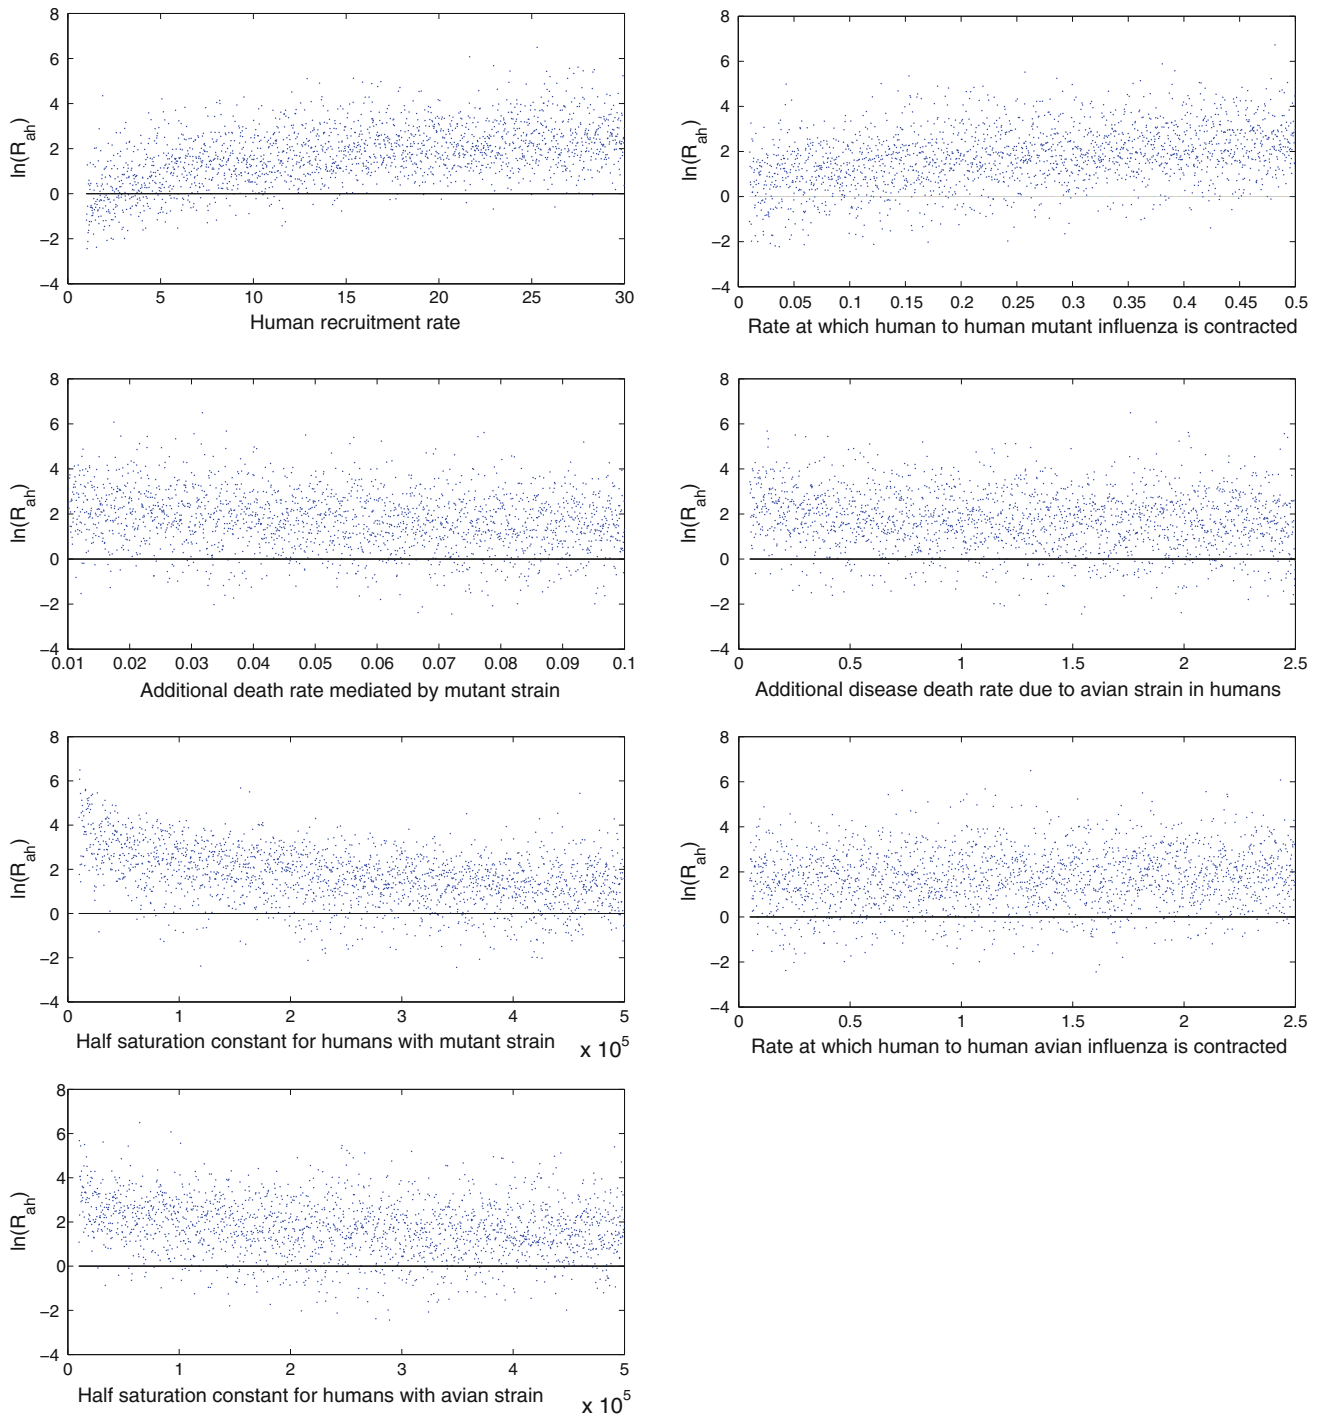 8
6
4
2
0
−2
−4
ln(R_ah)
0 5 10 15 20 25 30
Human recruitment rate
8
6
4
2
0
−2
−4
ln(R_ah)
0 0.05 0.1 0.15 0.2 0.25 0.3 0.35 0.4 0.45 0.5
Rate at which human to human mutant influenza is contracted
8
6
4
2
0
−2
−4
ln(R_ah)
0.01 0.02 0.03 0.04 0.05 0.06 0.07 0.08 0.09 0.1
Additional death rate mediated by mutant strain
8
6
4
2
0
−2
−4
ln(R_ah)
0 0.5 1 1.5 2 2.5
Additional disease death rate due to avian strain in humans
8
6
4
2
0
−2
−4
ln(R_ah)
0 1 2 3 4 5
Half saturation constant for humans with mutant strain x 10^5
8
6
4
2
0
−2
−4
ln(R_ah)
0 0.5 1 1.5 2 2.5
Rate at which human to human avian influenza is contracted
8
6
4
2
0
−2
−4
ln(R_ah)
0 1 2 3 4 5
Half saturation constant for humans with avian strain x 10^5